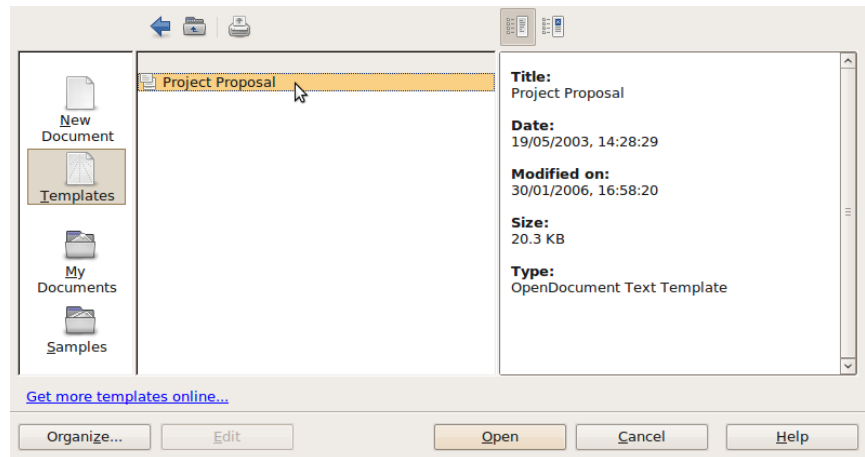 New
Document
Templates
My
Documents
Samples
Project Proposal
Title:
Project Proposal
Date:
19/05/2003, 14:28:29
Modified on:
30/01/2006, 16:58:20
Size:
20.3 KB
Type:
OpenDocument Text Template
Get more templates online...
Organize...
Edit
Open
Cancel
Help